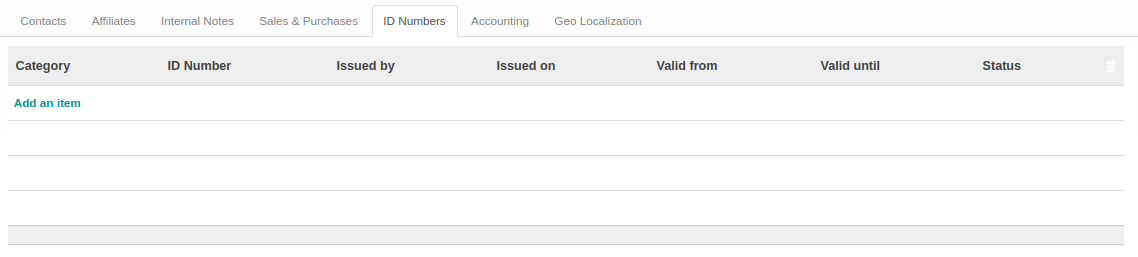 Contacts Affiliates Internal Notes Sales & Purchases ID Numbers Accounting Geo Localization
Category ID Number Issued by Issued on Valid from Valid until Status
Add an item